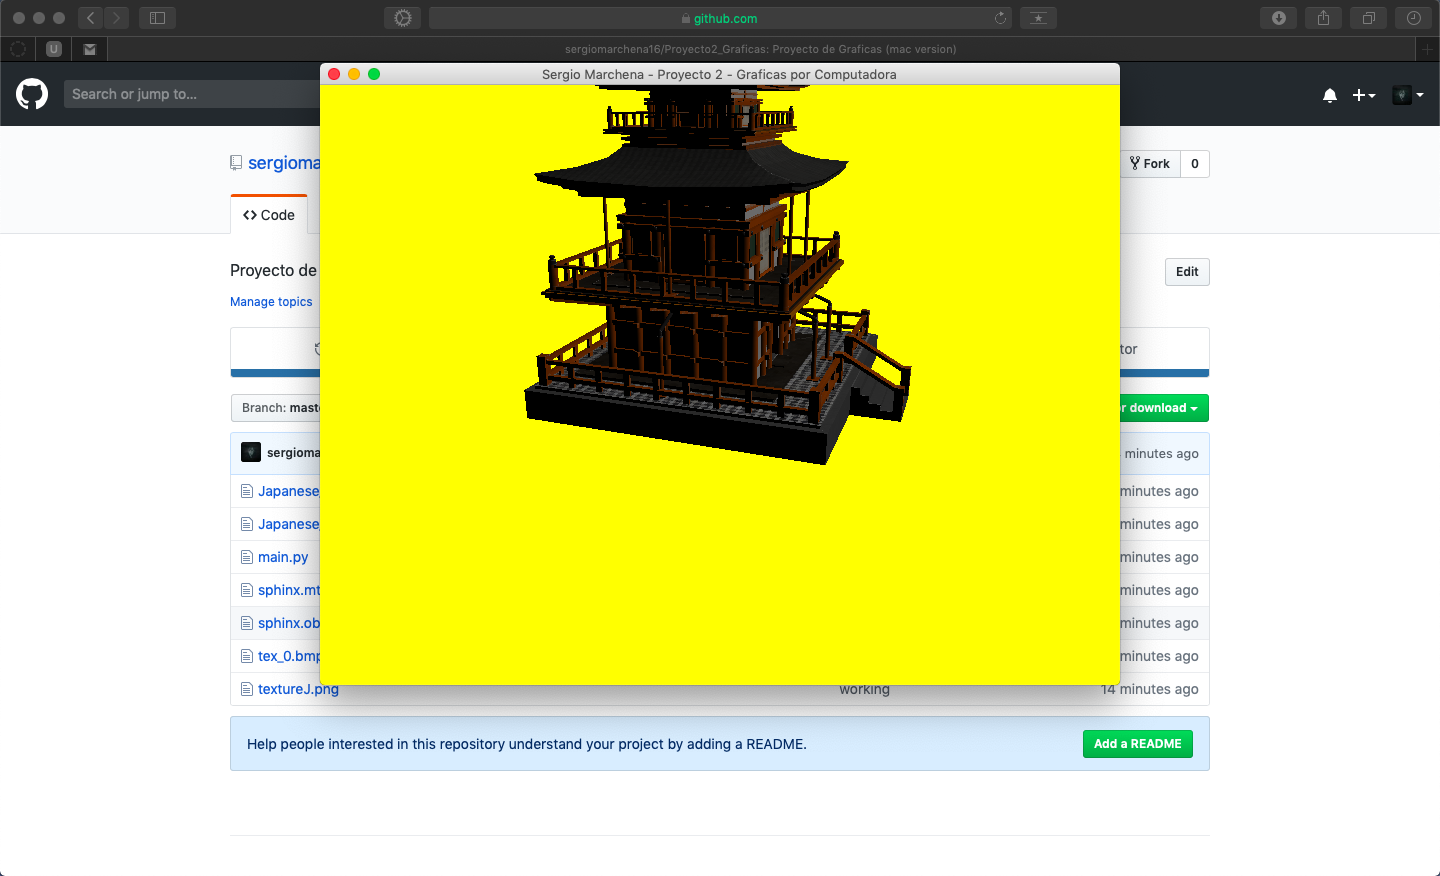 github.com
U
sergiomarchena16/Proyecto2_Graficas: Proyecto de Graficas (mac version)
Sergio Marchena - Proyecto 2 - Graficas por Computadora
Search or jump to...
sergioma
Fork 0
Code
Proyecto de
Edit
Manage topics
tor
Branch: mast
r download
sergioma
minutes ago
Japanese
minutes ago
Japanese
minutes ago
main.py
minutes ago
sphinx.mt
minutes ago
sphinx.ob
minutes ago
tex_0.bmp
minutes ago
textureJ.png working 14 minutes ago
Help people interested in this repository understand your project by adding a README.
Add a README